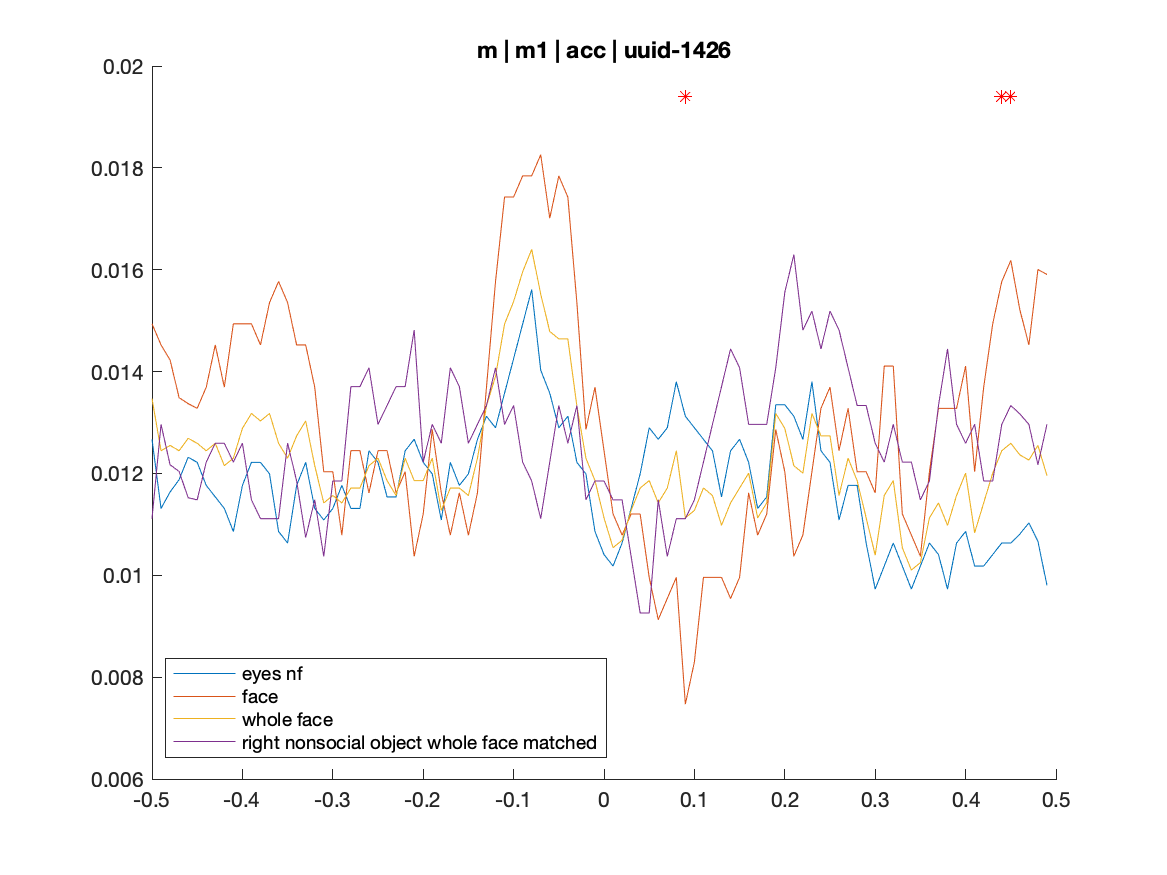 m | m1 | acc | uuid-1426
0.02
0.018
0.016
0.014
0.012
0.01
0.008
0.006
eyes nf
face
whole face
right nonsocial object whole face matched
-0.5 -0.4 -0.3 -0.2 -0.1 0 0.1 0.2 0.3 0.4 0.5